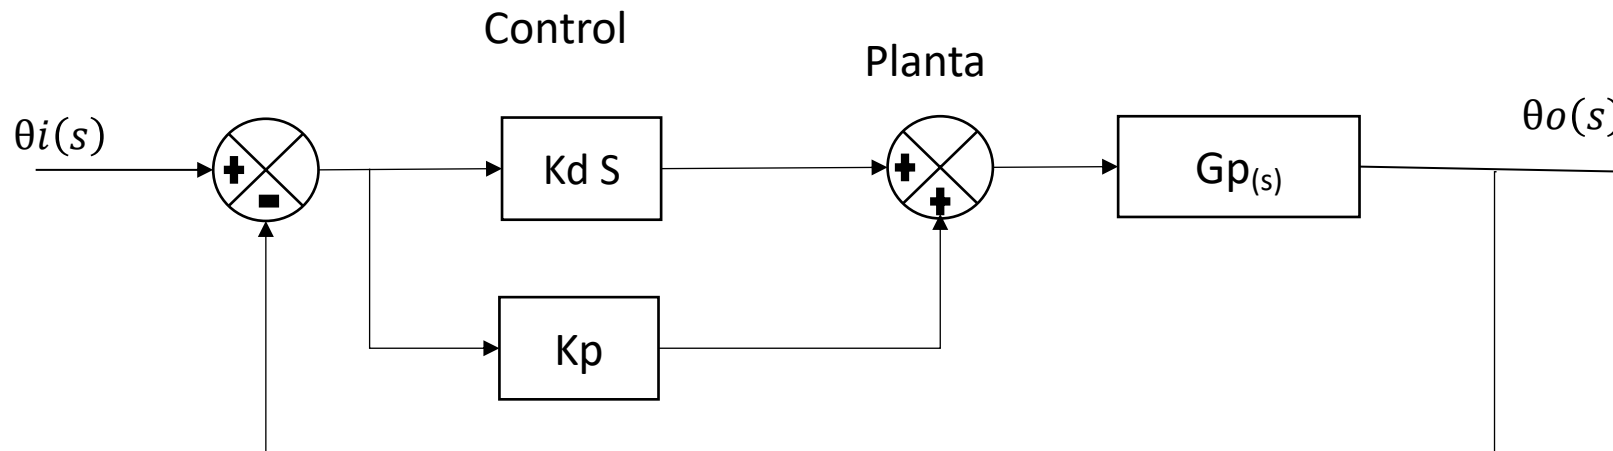 Control
Planta
θi(s)
Kd S
Gp(s)
θo(s)
Kp